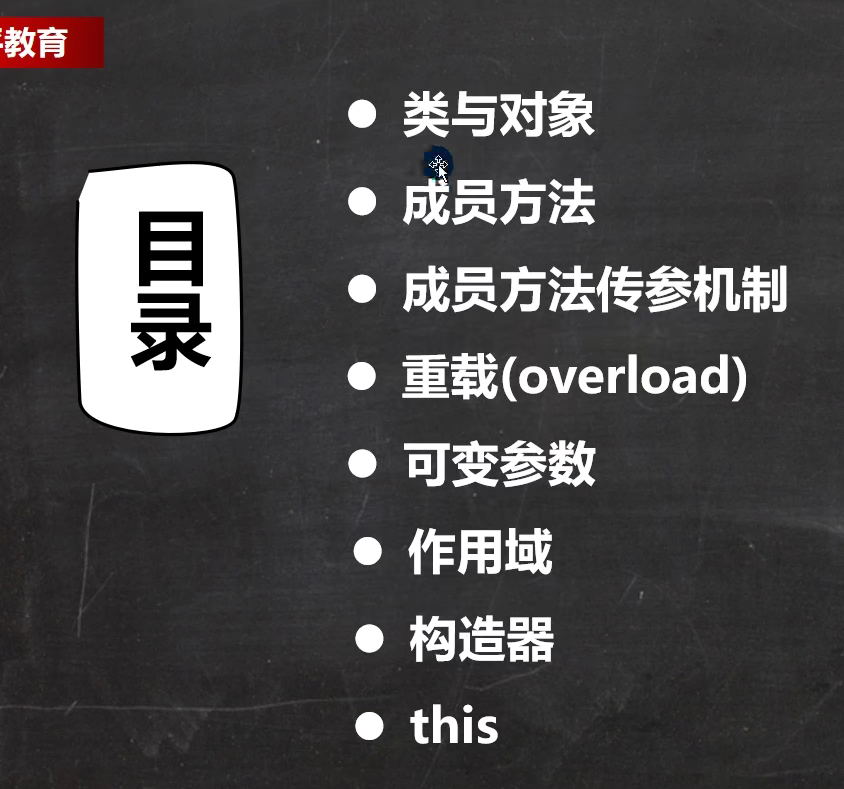 教育
目录
类与对象
成员方法
成员方法传参机制
重载(overload)
可变参数
作用域
构造器
this